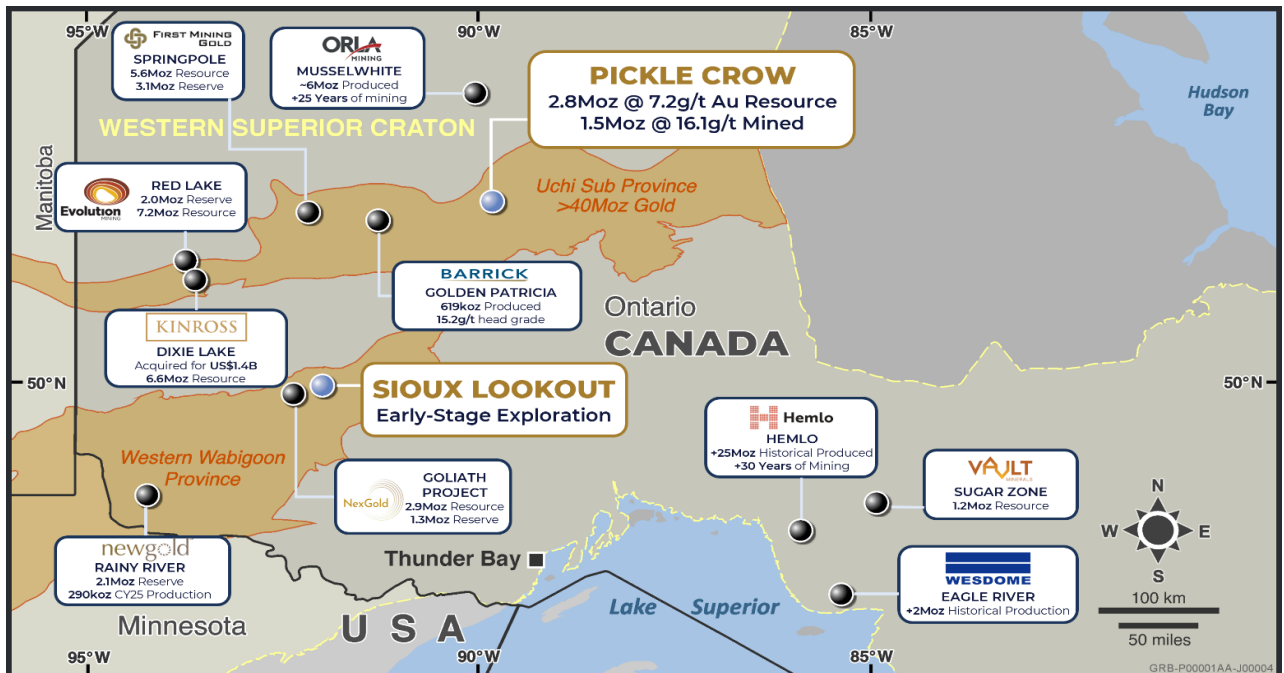 95°W
90°W
85°W
FIRST MINING
GOLD
SPRINGPOLE
5.6Moz Resource
3.1Moz Reserve
ORLA
MINING
MUSSELWHITE
~6Moz Produced
+25 Years of mining
PICKLE CROW
2.8Moz @ 7.2g/t Au Resource
1.5Moz @ 16.1g/t Mined
Hudson
Bay
WESTERN SUPERIOR CRATON
Manitoba
Evolution
MINING
RED LAKE
2.0Moz Reserve
7.2Moz Resource
Uchi Sub Province
>40Moz Gold
BARRICK
GOLDEN PATRICIA
619koz Produced
15.2g/t head grade
Ontario
CANADA
KINROSS
DIXIE LAKE
Acquired for US$1.4B
6.6Moz Resource
50°N
50°N
SIOUX LOOKOUT
Early-Stage Exploration
Hemlo
HEMLO
+25Moz Historical Produced
+30 Years of Mining
Western Wabigoon
Province
NexGold
GOLIATH
PROJECT
2.9Moz Resource
1.3Moz Reserve
VAULT
MINERALS
SUGAR ZONE
1.2Moz Resource
N
W
E
S
newgold
RAINY RIVER
2.1Moz Reserve
290koz CY25 Production
Thunder Bay
WESDOME
EAGLE RIVER
+2Moz Historical Production
Lake Superior
100 km
50 miles
Minnesota
USA
95°W
90°W
85°W
GRB-P00001AA-J00004